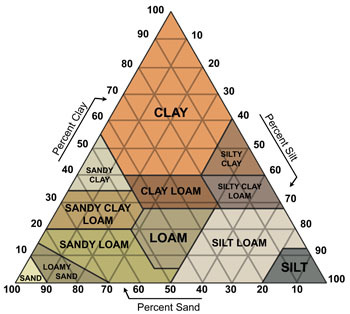 100
90
10
80
20
70
30
Percent Clay
60
CLAY
40
Percent Silt
50
50
SANDY
CLAY
SILTY
CLAY
60
40
CLAY LOAM
SILTY CLAY
LOAM
70
30
SANDY CLAY
LOAM
80
20
SANDY LOAM
LOAM
SILT LOAM
90
10
LOAMY
SAND
SILT
100
SAND
100
90
80
70
60
50
40
30
20
10
100
Percent Sand